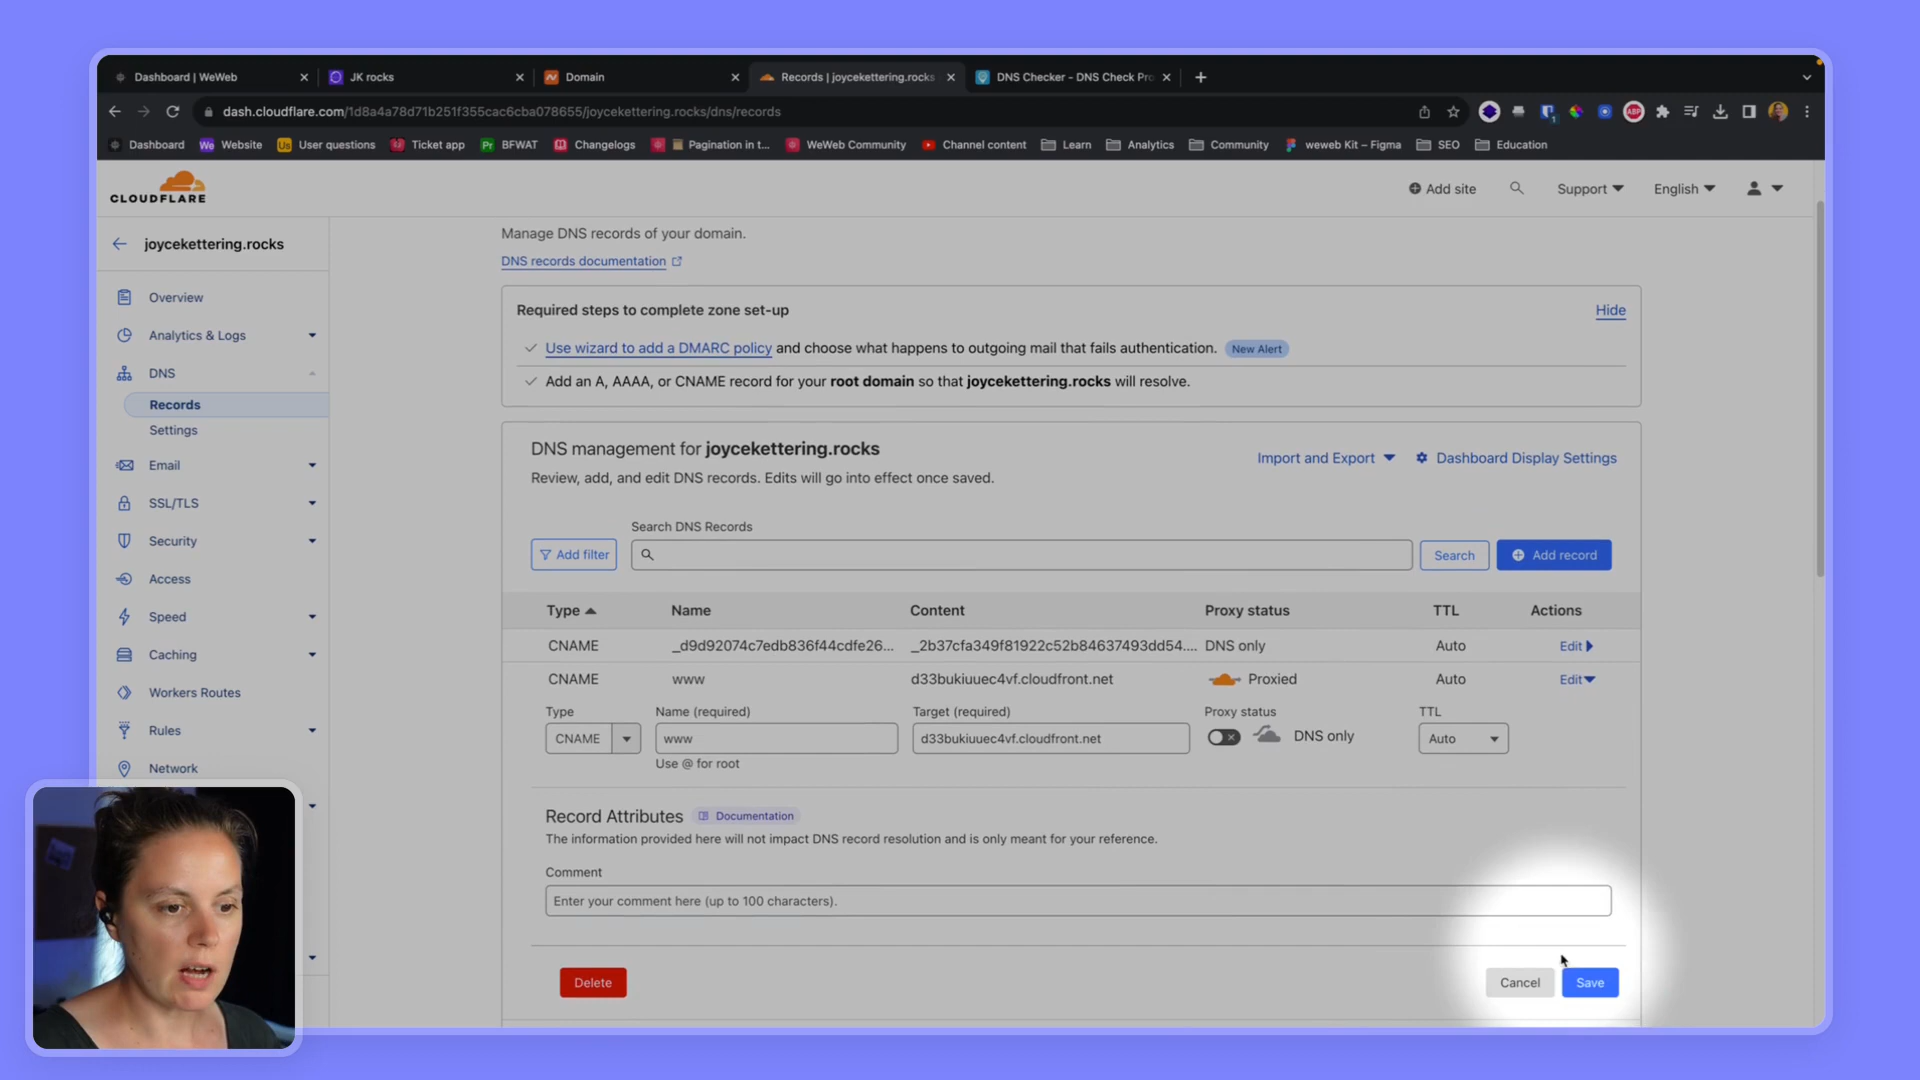 Dashboard | WeWeb
JK rocks
Domain
Records | joycekettering.rocks
DNS Checker - DNS Check Pro
dash.cloudflare.com/1d8a4a78d71b251f355cac6cba078655/joycekettering.rocks/dns/records
ABP
Dashboard
We Website
Us User questions
Ticket app
Pr BFWAT
Changelogs
Pagination in t...
WeWeb Community
Channel content
Learn
Analytics
Community
weweb Kit – Figma
SEO
Education
CLOUDFLARE
Add site
Support
English
joycekettering.rocks
Overview
Analytics & Logs
DNS
Records
Settings
Email
SSL/TLS
Security
Access
Speed
Caching
Workers Routes
Rules
Network
Manage DNS records of your domain.
DNS records documentation
Required steps to complete zone set-up
Hide
Use wizard to add a DMARC policy and choose what happens to outgoing mail that fails authentication. New Alert
Add an A, AAAA, or CNAME record for your root domain so that joycekettering.rocks will resolve.
DNS management for joycekettering.rocks
Review, add, and edit DNS records. Edits will go into effect once saved.
Import and Export
Dashboard Display Settings
Search DNS Records
Add filter
Search
Add record
Type Name Content Proxy status TTL Actions
CNAME _d9d92074c7edb836f44cdfe26... _2b37cfa349f81922c52b84637493dd54.... DNS only Auto Edit
CNAME www d33bukiuuec4vf.cloudfront.net Proxied Auto Edit
Type Name (required) Target (required) Proxy status TTL
CNAME www d33bukiuuec4vf.cloudfront.net DNS only Auto
Use @ for root
Record Attributes Documentation
The information provided here will not impact DNS record resolution and is only meant for your reference.
Comment
Enter your comment here (up to 100 characters).
Delete
Cancel
Save